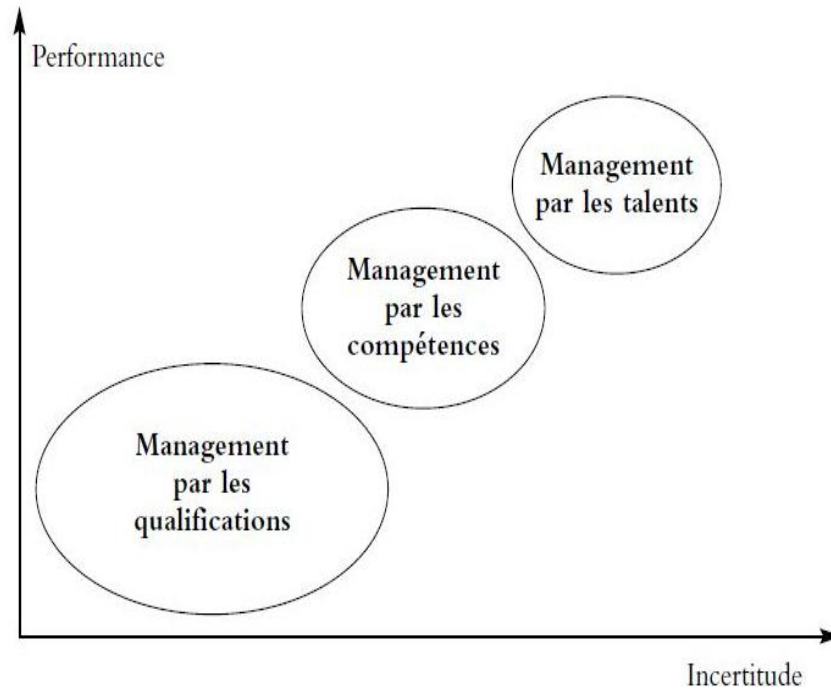 Performance
Management
par les talents
Management
par les
compétences
Management
par les
qualifications
Incertitude